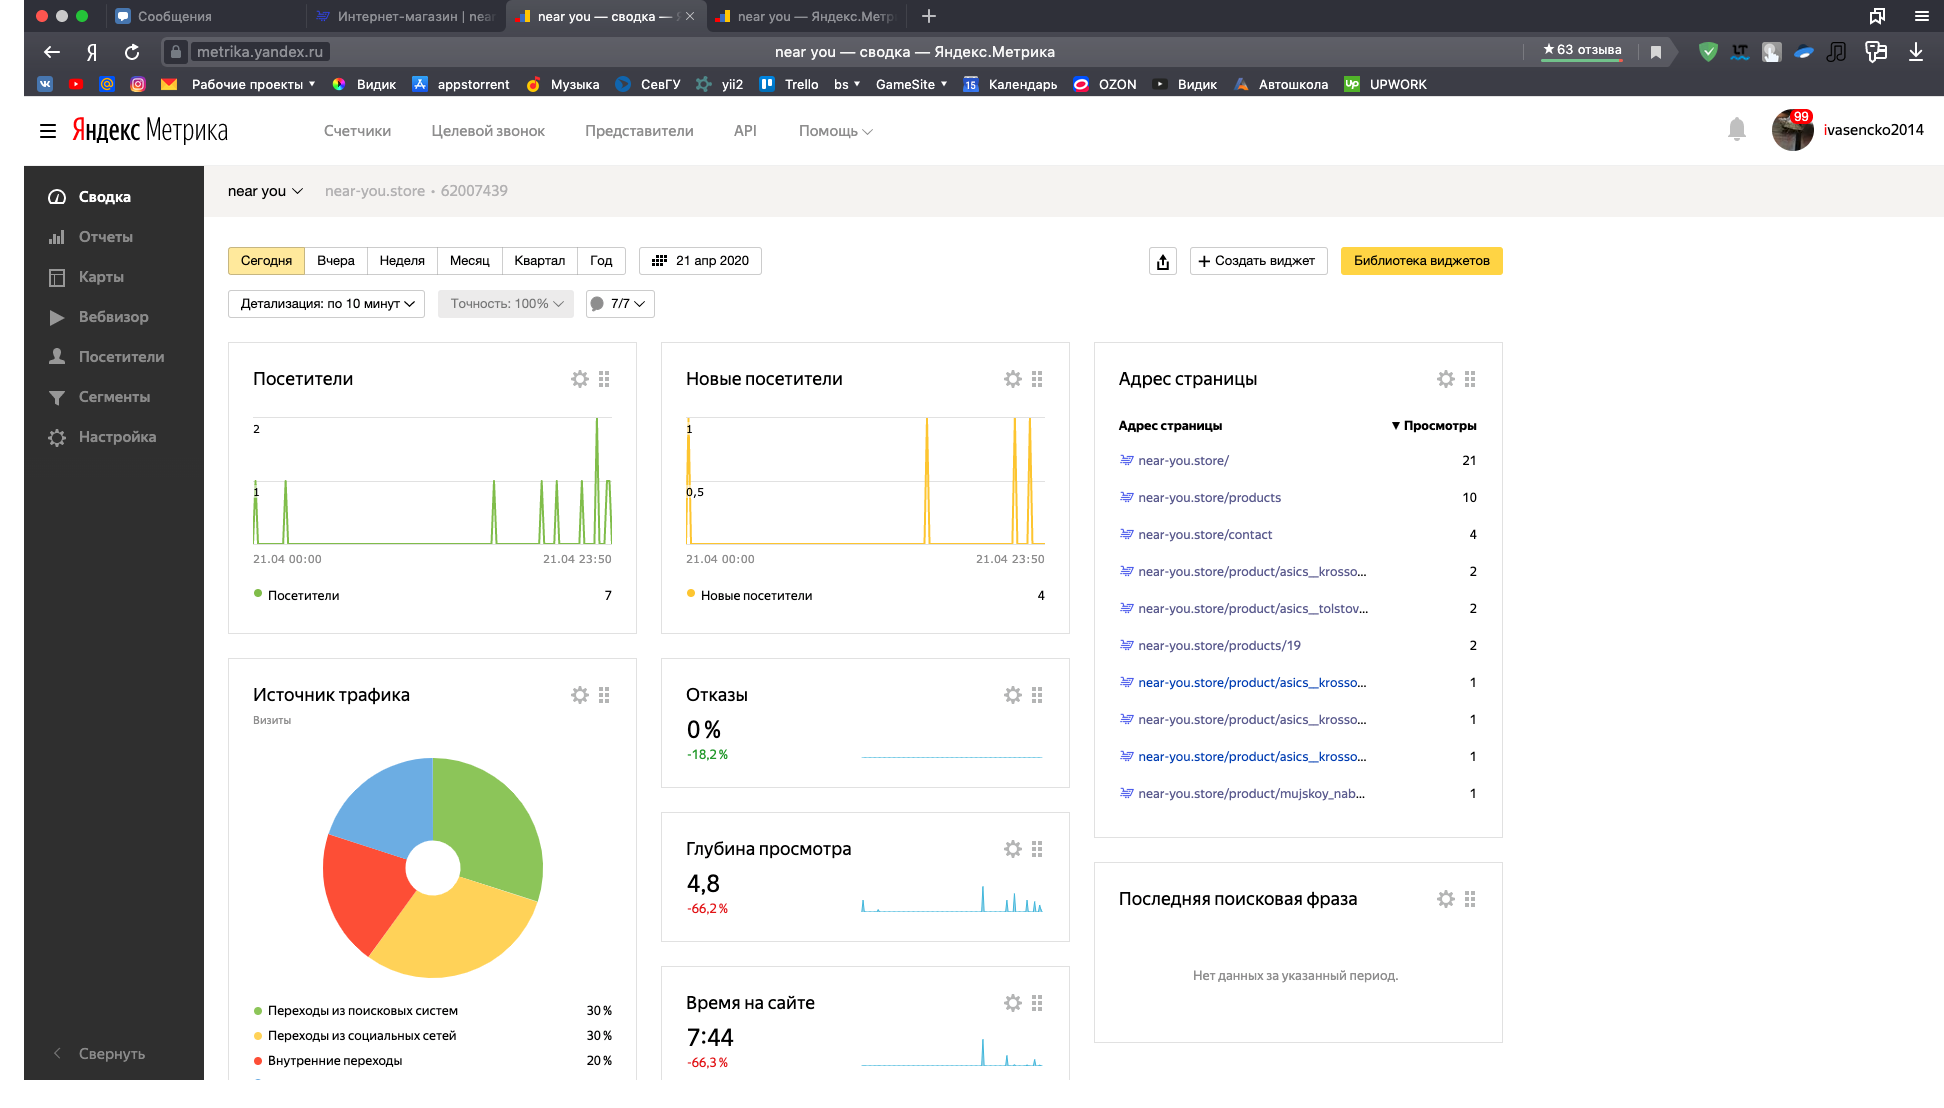 Сообщения
Интернет-магазин | near
near you — сводка —
near you — Яндекс.Метр
Я
metrika.yandex.ru
near you — сводка — Яндекс.Метрика
★63 отзыва
Рабочие проекты
Видик
appstorrent
Музыка
СевГУ
yii2
Trello
bs
GameSite
15
Календарь
OZON
Видик
Автошкола
Up
UPWORK
Яндекс Метрика
Счетчики
Целевой звонок
Представители
API
Помощь
99
ivasencko2014
Сводка
Отчеты
Карты
Вебвизор
Посетители
Сегменты
Настройка
Свернуть
near you
near-you.store • 62007439
Сегодня
Вчера
Неделя
Месяц
Квартал
Год
21 апр 2020
+ Создать виджет
Библиотека виджетов
Детализация: по 10 минут
Точность: 100%
7/7
Посетители
2
1
21.04 00:00
21.04 23:50
Посетители 7
Новые посетители
1
0,5
21.04 00:00
21.04 23:50
Новые посетители 4
Адрес страницы
Адрес страницы ▼ Просмотры
near-you.store/ 21
near-you.store/products 10
near-you.store/contact 4
near-you.store/product/asics__krosso... 2
near-you.store/product/asics__tolstov... 2
near-you.store/products/19 2
near-you.store/product/asics__krosso... 1
near-you.store/product/asics__krosso... 1
near-you.store/product/asics__krosso... 1
near-you.store/product/mujskoy_nab... 1
Источник трафика
Визиты
Переходы из поисковых систем 30 %
Переходы из социальных сетей 30 %
Внутренние переходы 20 %
Отказы
0 %
-18,2 %
Глубина просмотра
4,8
-66,2 %
Время на сайте
7:44
-66,3 %
Последняя поисковая фраза
Нет данных за указанный период.